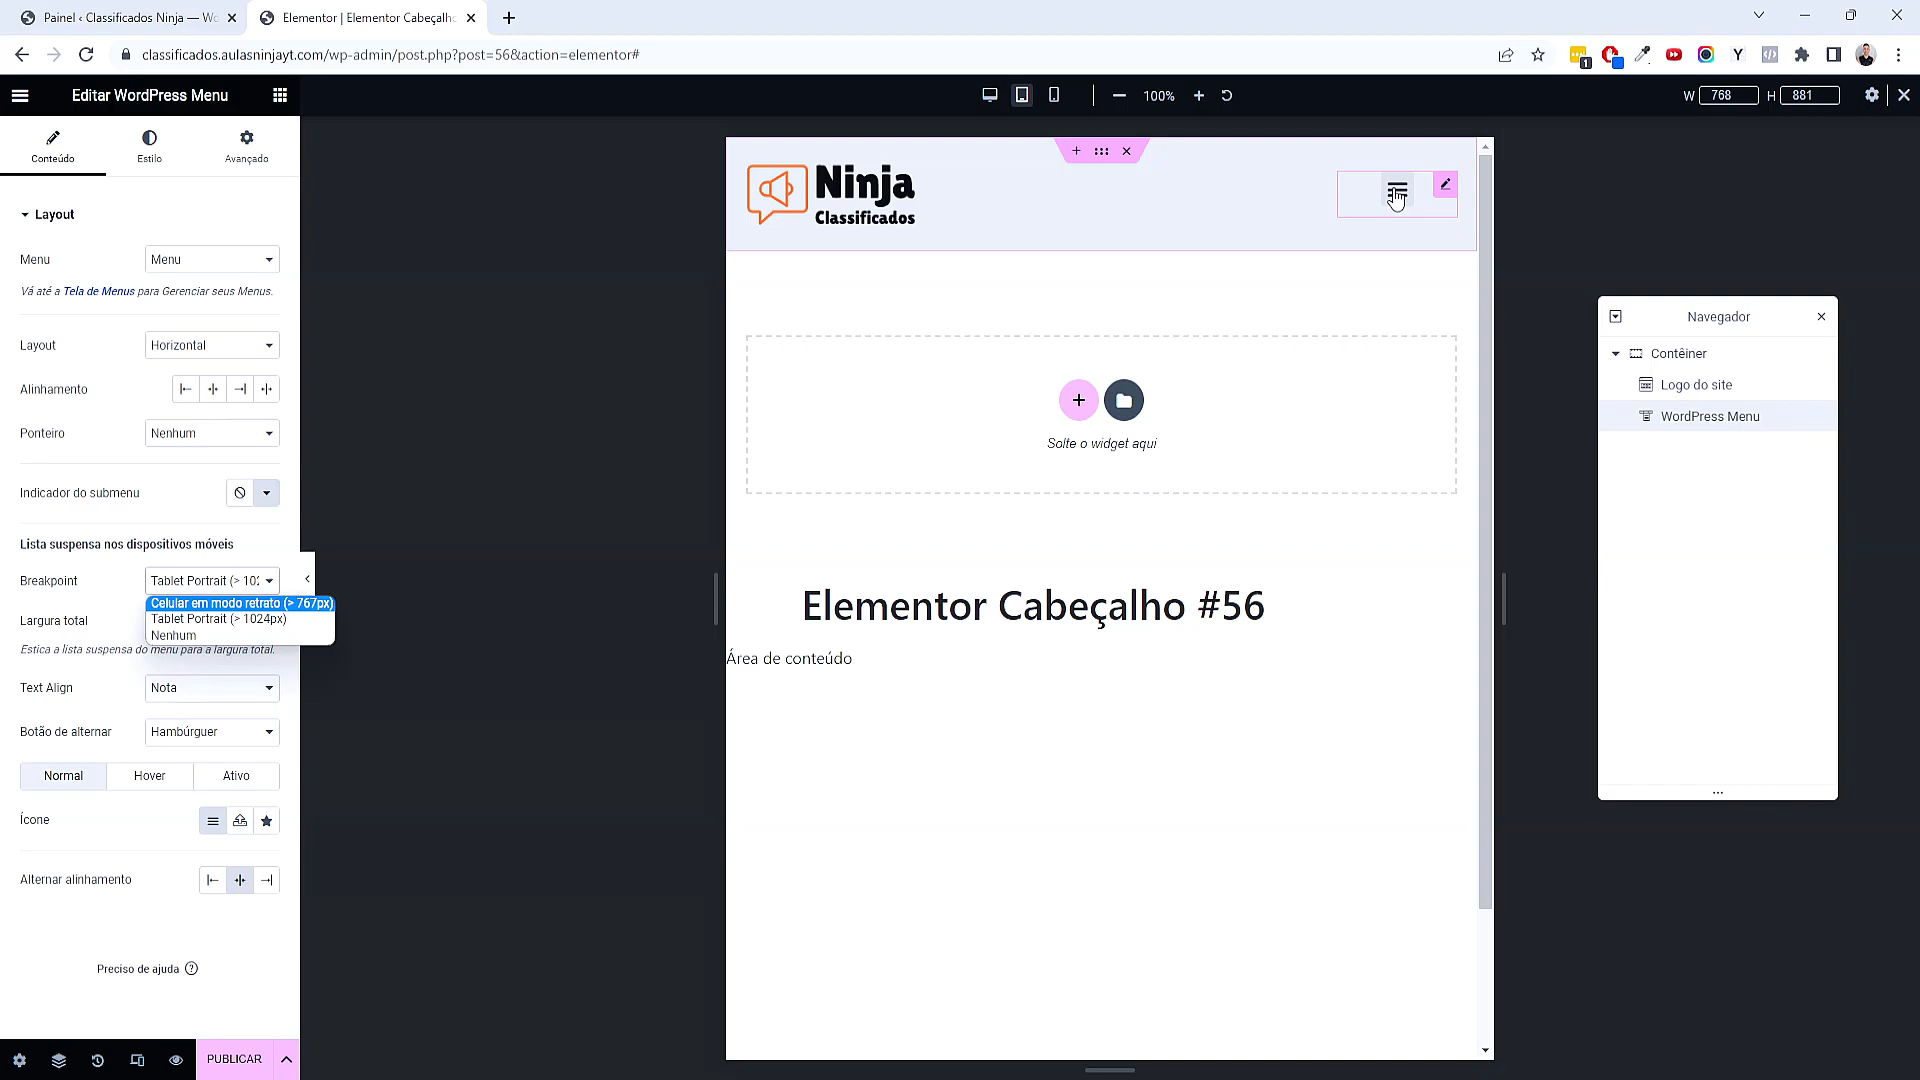 Painel ‹ Classificados Ninja — Wo
Elementor | Elementor Cabeçalho
classificados.aulasninjayt.com/wp-admin/post.php?post=56&action=elementor#
1
Y
Editar WordPress Menu
100%
W 768 H 881
Conteúdo
Estilo
Avançado
Layout
Menu
Menu
Vá até a Tela de Menus para Gerenciar seus Menus.
Layout
Horizontal
Alinhamento
Ponteiro
Nenhum
Indicador do submenu
Lista suspensa nos dispositivos móveis
Breakpoint
Tablet Portrait (> 102
Celular em modo retrato (> 767px)
Tablet Portrait (> 1024px)
Nenhum
Largura total
Estica a lista suspensa do menu para a largura total.
Text Align
Nota
Botão de alternar
Hambúrguer
Normal
Hover
Ativo
Ícone
Alternar alinhamento
Preciso de ajuda
PUBLICAR
Ninja
Classificados
Solte o widget aqui
Elementor Cabeçalho #56
Área de conteúdo
Navegador
Contêiner
Logo do site
WordPress Menu